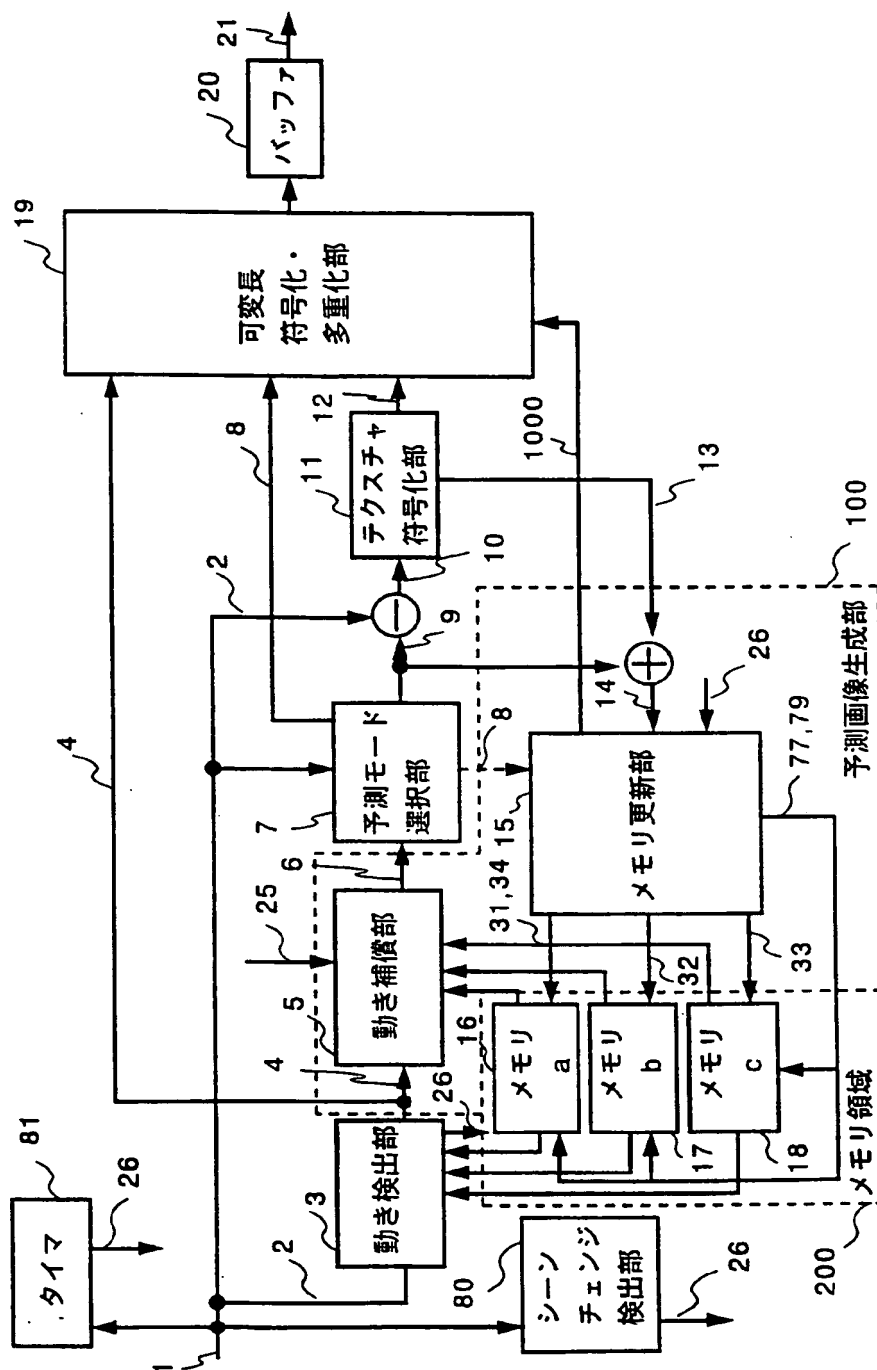 1
タイマ
81
26
2
動き検出部
3
シーン
チェンジ
検出部
80
26
4
4
26
動き補償部
5
25
6
予測モード
選択部
7
8
8
2
9
10
テクスチャ
符号化部
11
12
13
可変長
符号化・
多重化部
19
バッファ
20
21
1000
14
26
メモリ更新部
15
31,34
32
33
77,79
メモリ
a
16
メモリ
b
17
メモリ
c
18
メモリ領域
200
予測画像生成部
100